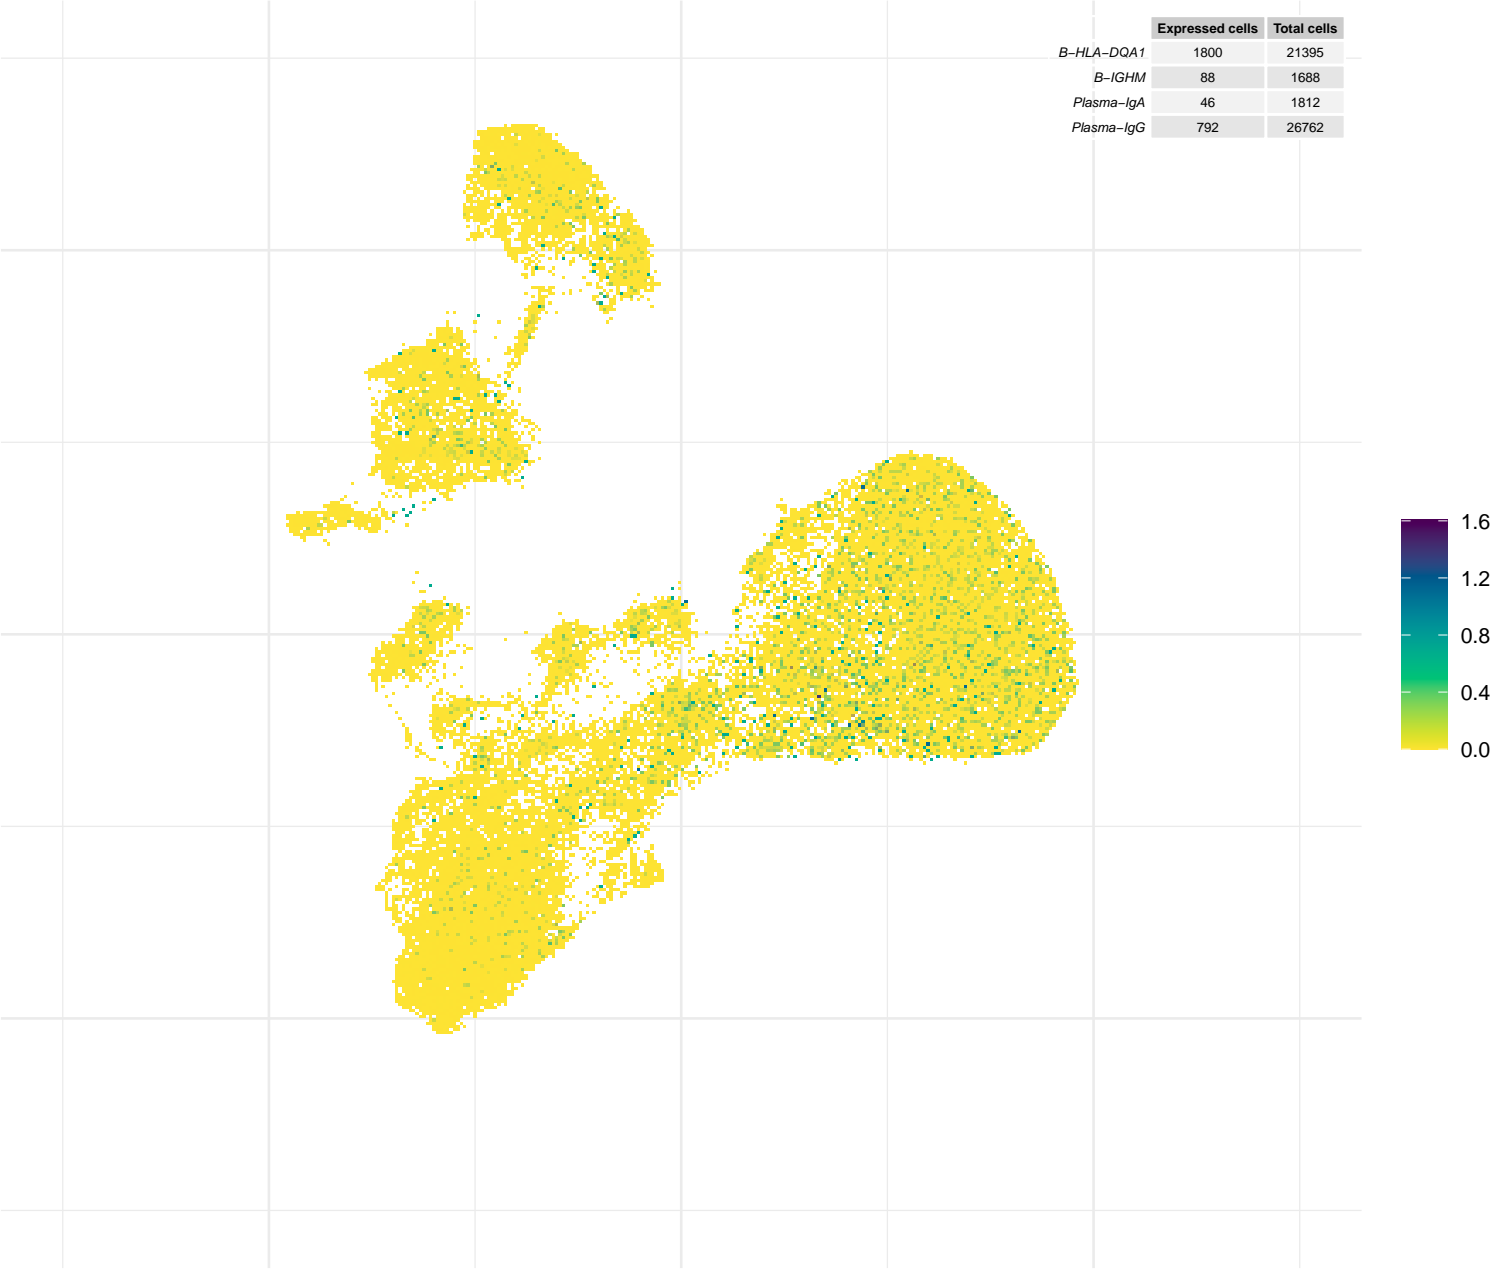 Expressed cells Total cells
B−HLA−DQA1 1800 21395
B−IGHM 88 1688
Plasma−IgA 46 1812
Plasma−IgG 792 26762
1.6
1.2
0.8
0.4
0.0